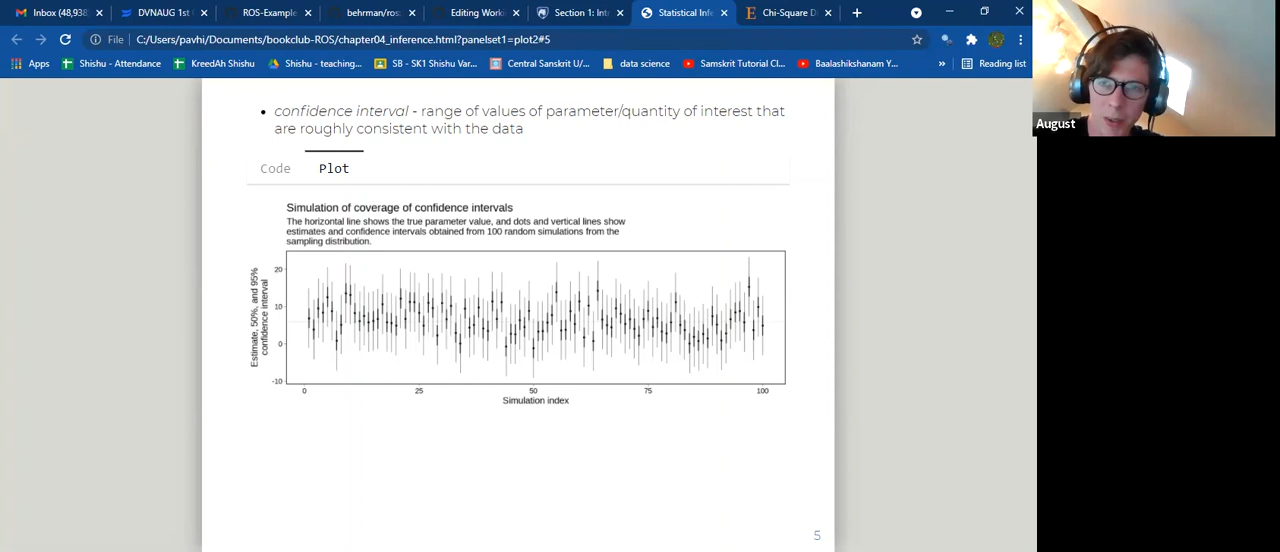 Inbox (48,938
DVNAUG 1st
ROS-Example
behrman/ros
Editing Worki
Section 1: Intr
Statistical Infe
Chi-Square D
File
C:/Users/pavhi/Documents/bookclub-ROS/chapter04_inference.html?panelset1=plot2#5
Apps
Shishu - Attendance
KreedAh Shishu
Shishu - teaching...
SB - SK1 Shishu Var...
Central Sanskrit U/...
data science
Samskrit Tutorial Cl...
Baalashikshanam Y...
»
Reading list
August
• confidence interval - range of values of parameter/quantity of interest that
are roughly consistent with the data
Code
Plot
Simulation of coverage of confidence intervals
The horizontal line shows the true parameter value, and dots and vertical lines show
estimates and confidence intervals obtained from 100 random simulations from the
sampling distribution.
Estimate, 50%, and 95%
confidence interval
20
10
0
-10
0
25
50
75
100
Simulation index
5